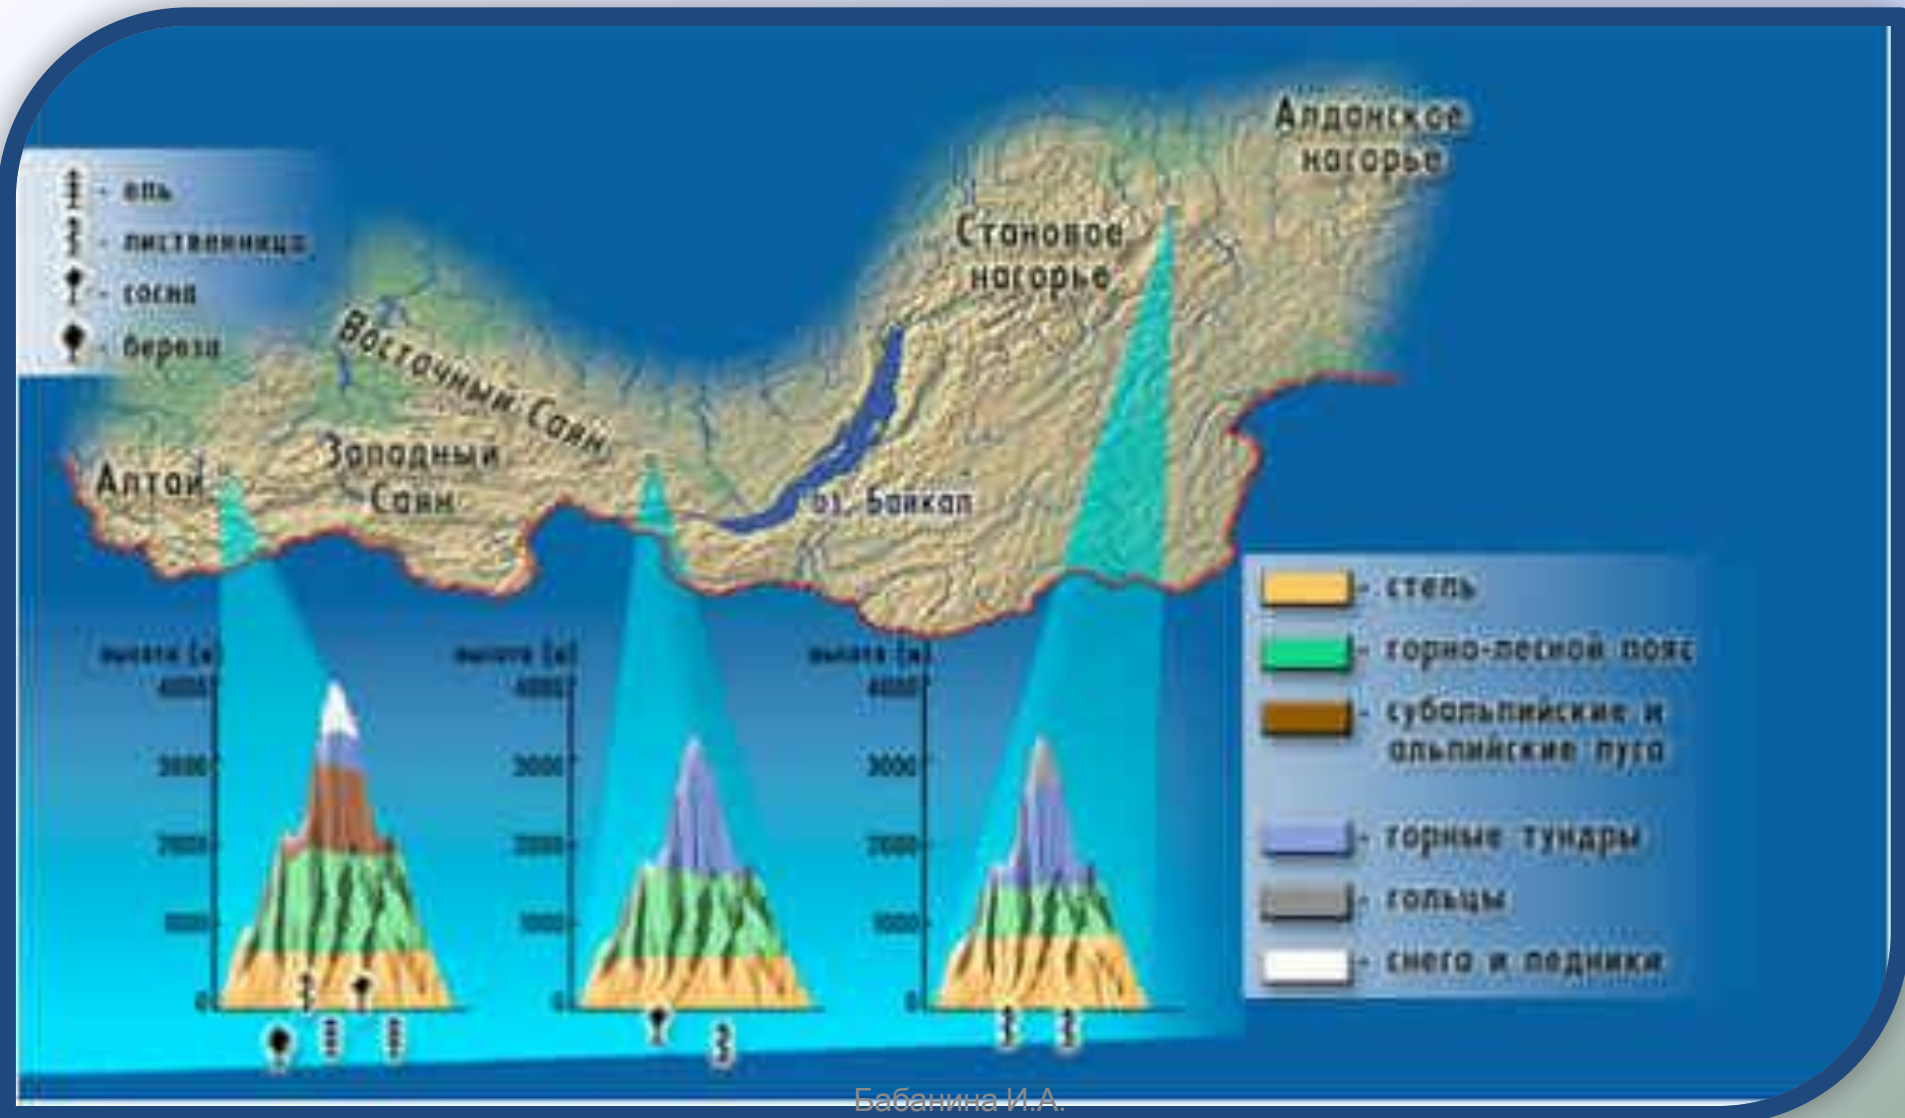 Алданское
нагорье
- ель
- лиственница
- сосна
- береза
Становое
нагорье
Восточный Саян
Западный
Саян
Алтай
оз. Байкал
высота (м)
4000
3000
2000
1000
0
высота (м)
4000
3000
2000
1000
0
высота (м)
4000
3000
2000
1000
0
- степь
- горно-лесной пояс
- субальпийские и
альпийские луга
- горные тундры
- гольцы
- снега и ледники
Бабанина И.А.